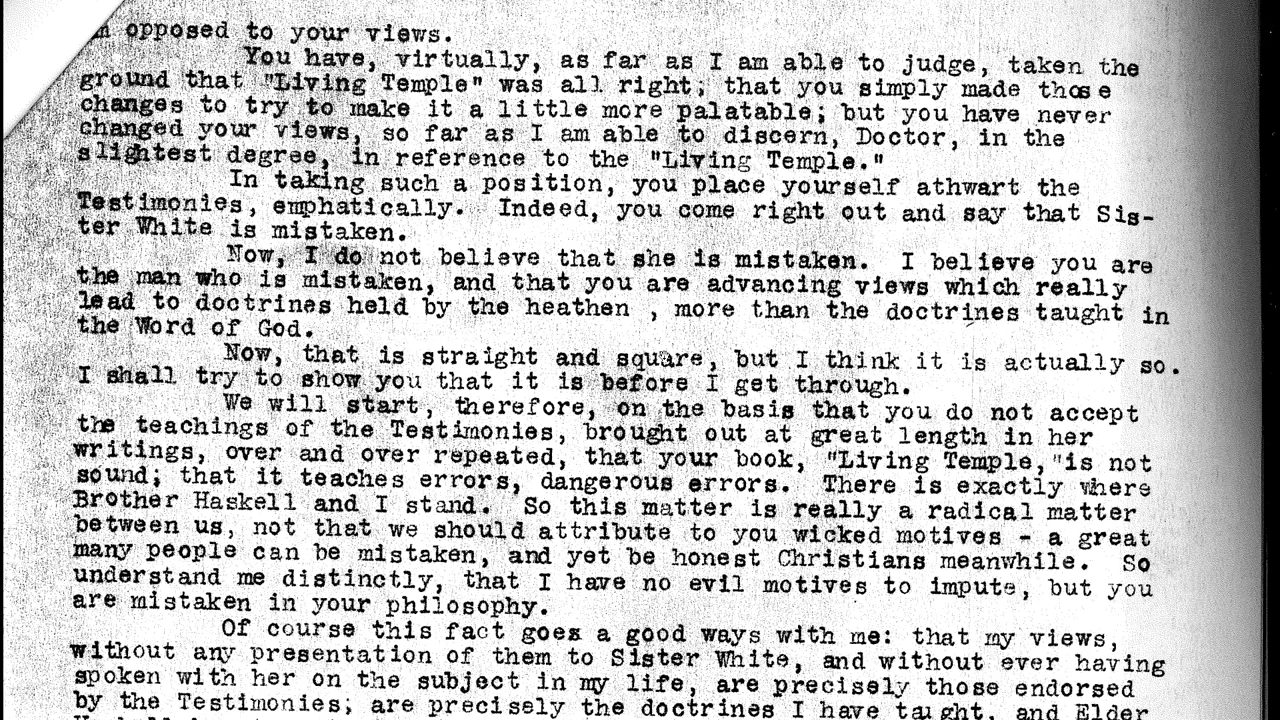 opposed to your views.
You have, virtually, as far as I am able to judge, taken the
ground that "Living Temple" was all right; that you simply made those
changes to try to make it a little more palatable; but you have never
changed your views, so far as I am able to discern, Doctor, in the
slightest degree, in reference to the "Living Temple."
In taking such a position, you place yourself athwart the
Testimonies, emphatically. Indeed, you come right out and say that Sis-
ter White is mistaken.
Now, I do not believe that she is mistaken. I believe you are
the man who is mistaken, and that you are advancing views which really
lead to doctrines held by the heathen , more than the doctrines taught in
the Word of God.
Now, that is straight and square, but I think it is actually so.
I shall try to show you that it is before I get through.
We will start, therefore, on the basis that you do not accept
the teachings of the Testimonies, brought out at great length in her
writings, over and over repeated, that your book, "Living Temple,"is not
sound; that it teaches errors, dangerous errors. There is exactly where
Brother Haskell and I stand. So this matter is really a radical matter
between us, not that we should attribute to you wicked motives - a great
many people can be mistaken, and yet be honest Christians meanwhile. So
understand me distinctly, that I have no evil motives to impute, but you
are mistaken in your philosophy.
Of course this fact goes a good ways with me: that my views,
without any presentation of them to Sister White, and without ever having
spoken with her on the subject in my life, are precisely those endorsed
by the Testimonies; are precisely the doctrines I have taught, and Elder